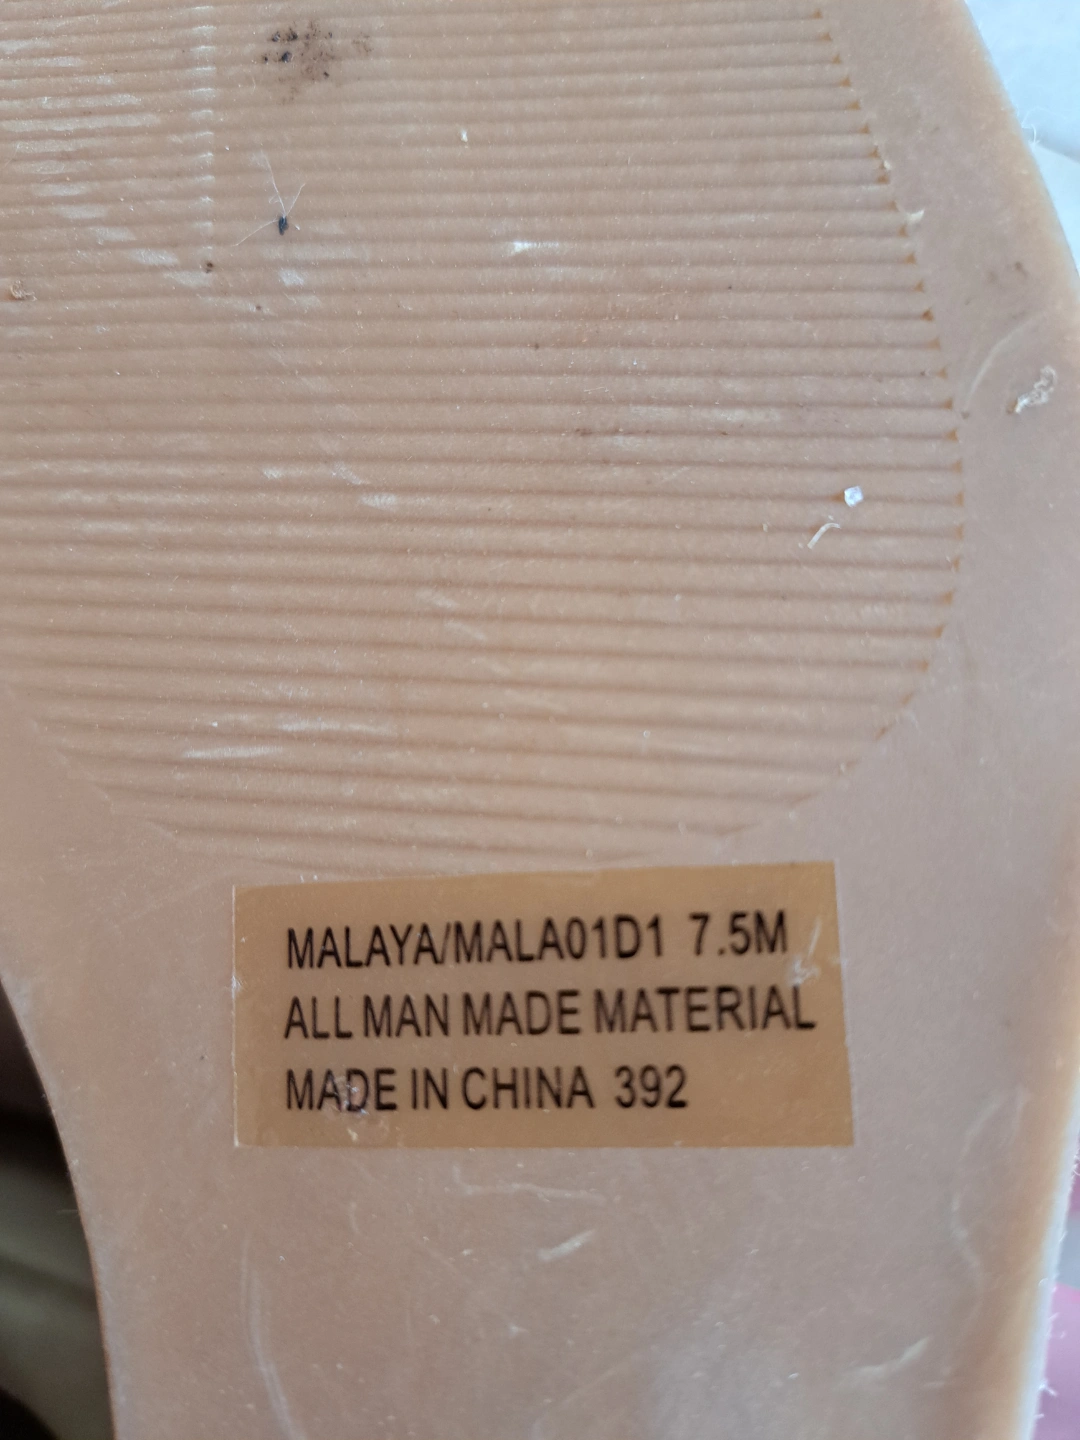 MALAYA/MALA01D1 7.5M
ALL MAN MADE MATERIAL
MADE IN CHINA 392